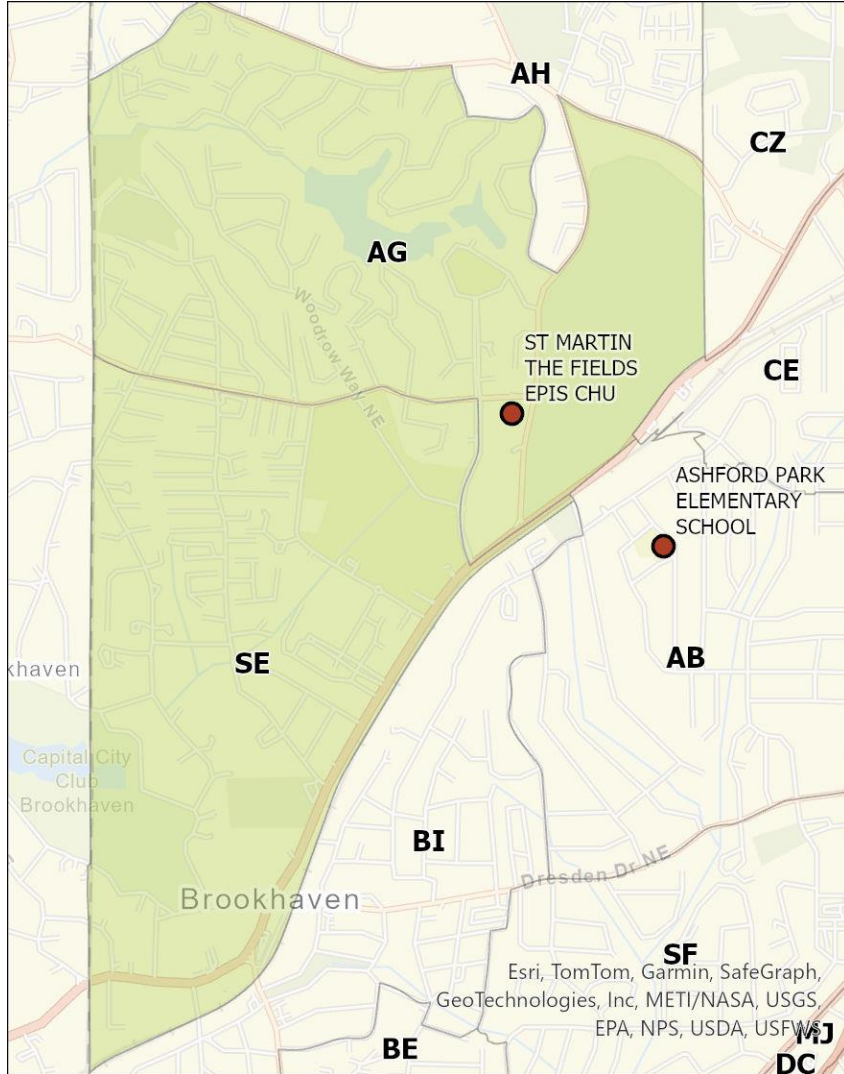 AH
CZ
AG
Woodrow Way NE
ST MARTIN
THE FIELDS
EPIS CHU
CE
ASHFORD PARK
ELEMENTARY
SCHOOL
SE
AB
Capital City
Club
Brookhaven
BI
Dresden Dr NE
Brookhaven
SF
Esri, TomTom, Garmin, SafeGraph,
GeoTechnologies, Inc, METI/NASA, USGS,
EPA, NPS, USDA, USFWS
MJ
BE
DC